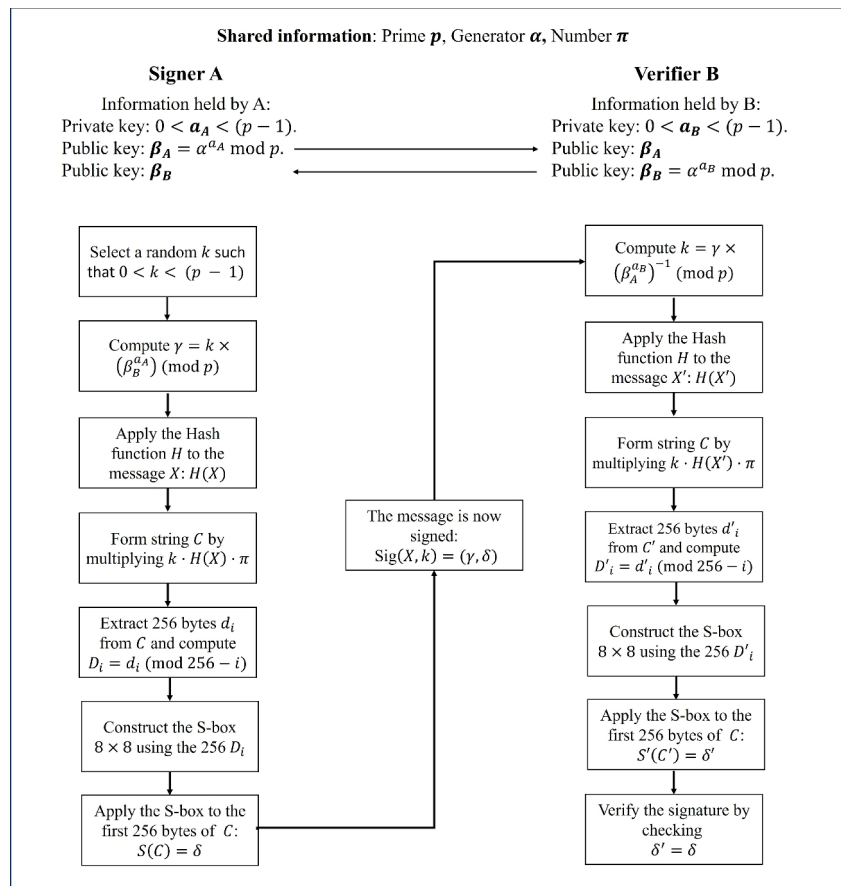 Shared information: Prime p, Generator α, Number π
Signer A
Information held by A:
Private key: 0 < a_A < (p − 1).
Public key: β_A = α^{a_A} mod p.
Public key: β_B
Verifier B
Information held by B:
Private key: 0 < a_B < (p − 1).
Public key: β_A
Public key: β_B = α^{a_B} mod p.
Select a random k such
that 0 < k < (p − 1)
Compute γ = k ×
(β_B^{a_A}) (mod p)
Apply the Hash
function H to the
message X: H(X)
Form string C by
multiplying k · H(X) · π
Extract 256 bytes d_i
from C and compute
D_i = d_i (mod 256 − i)
Construct the S-box
8 × 8 using the 256 D_i
Apply the S-box to the
first 256 bytes of C:
S(C) = δ
The message is now
signed:
Sig(X, k) = (γ, δ)
Compute k = γ ×
(β_A^{a_B})^{−1} (mod p)
Apply the Hash
function H to the
message X′: H(X′)
Form string C by
multiplying k · H(X′) · π
Extract 256 bytes d′_i
from C′ and compute
D′_i = d′_i (mod 256 − i)
Construct the S-box
8 × 8 using the 256 D′_i
Apply the S-box to the
first 256 bytes of C:
S′(C′) = δ′
Verify the signature by
checking
δ′ = δ